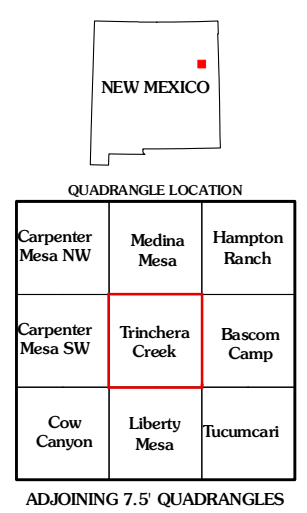 NEW MEXICO
QUADRANGLE LOCATION
Carpenter
Mesa NW
Medina
Mesa
Hampton
Ranch
Carpenter
Mesa SW
Trinchera
Creek
Bascom
Camp
Cow
Canyon
Liberty
Mesa
Tucumcari
ADJOINING 7.5' QUADRANGLES